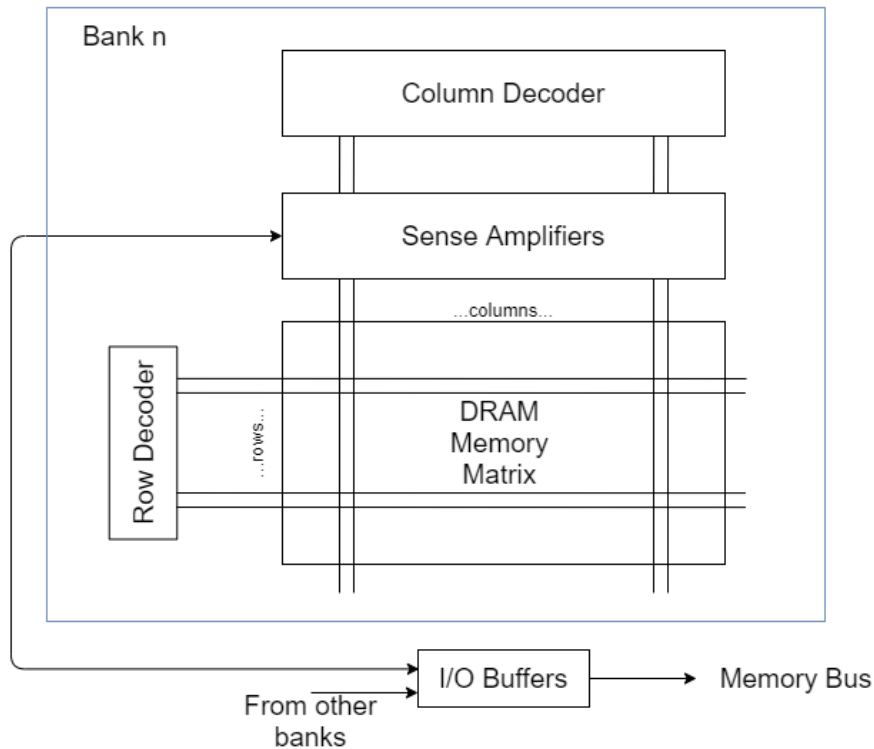 Bank n
Column Decoder
Sense Amplifiers
...columns...
Row Decoder
...rows...
DRAM
Memory
Matrix
I/O Buffers
Memory Bus
From other
banks